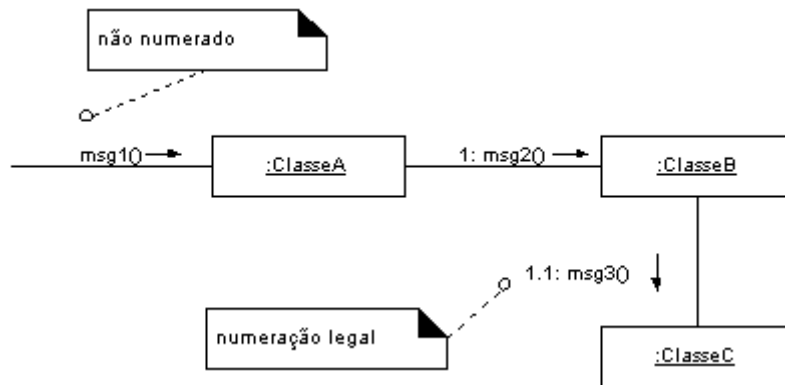 não numerado
msg1()
:ClasseA
1: msg2()
:ClasseB
1.1: msg3()
numeração legal
:ClasseC